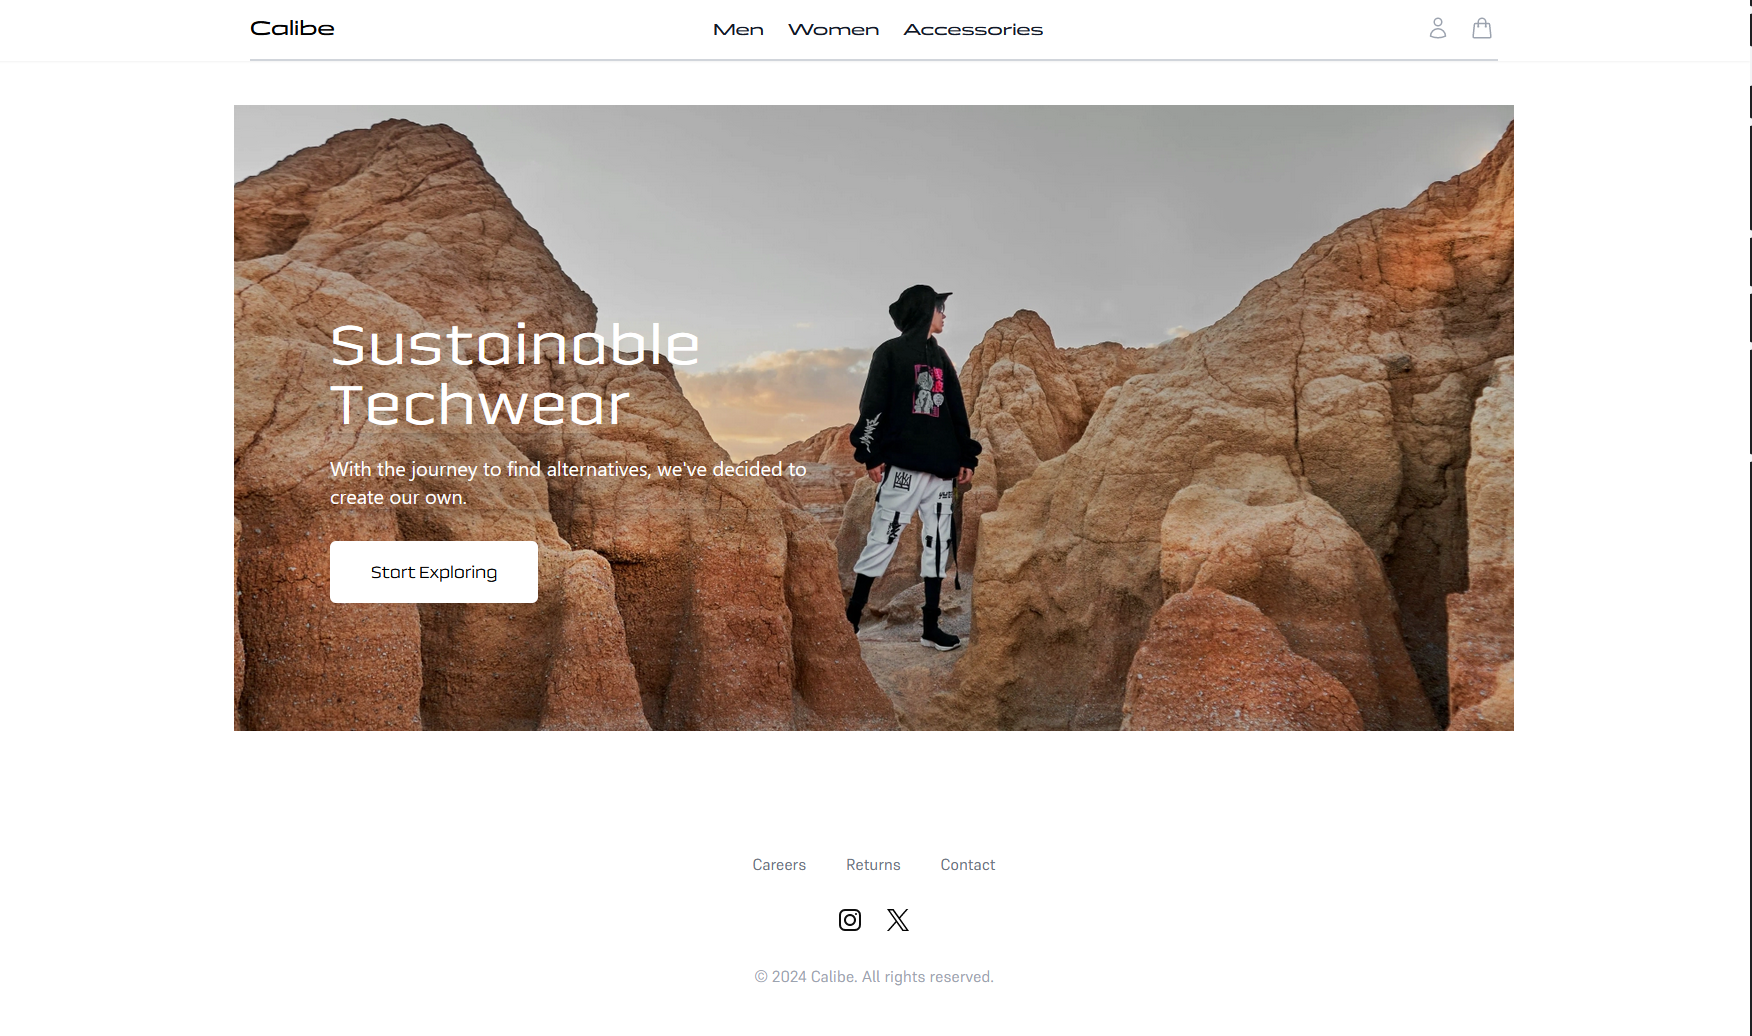 Calibe
Men Women Accessories
Sustainable
Techwear
With the journey to find alternatives, we've decided to
create our own.
Start Exploring
Careers Returns Contact
© 2024 Calibe. All rights reserved.